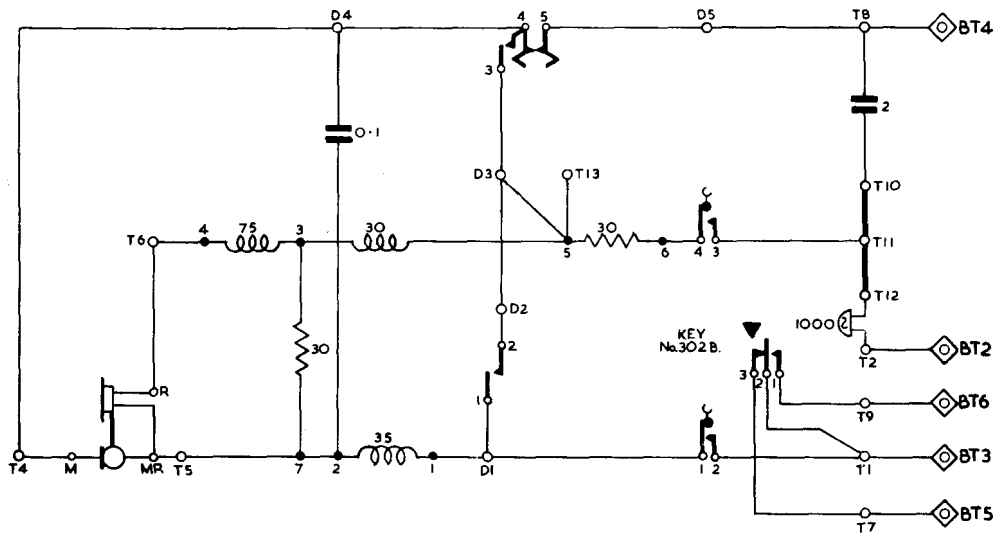 D4 4 5 D5 T8 BT4
3
0·1 2
D3 T13 T10
T6 4 75 3 30 30 C
5 6 4 3 T11
T12
D2
1000
KEY
No.302B.
T2 BT2
2
30
3 2 1
R 1
T9 BT6
35 C
T4 M MR T5 7 2 1 D1 1 2 T1 BT3
T7 BT5